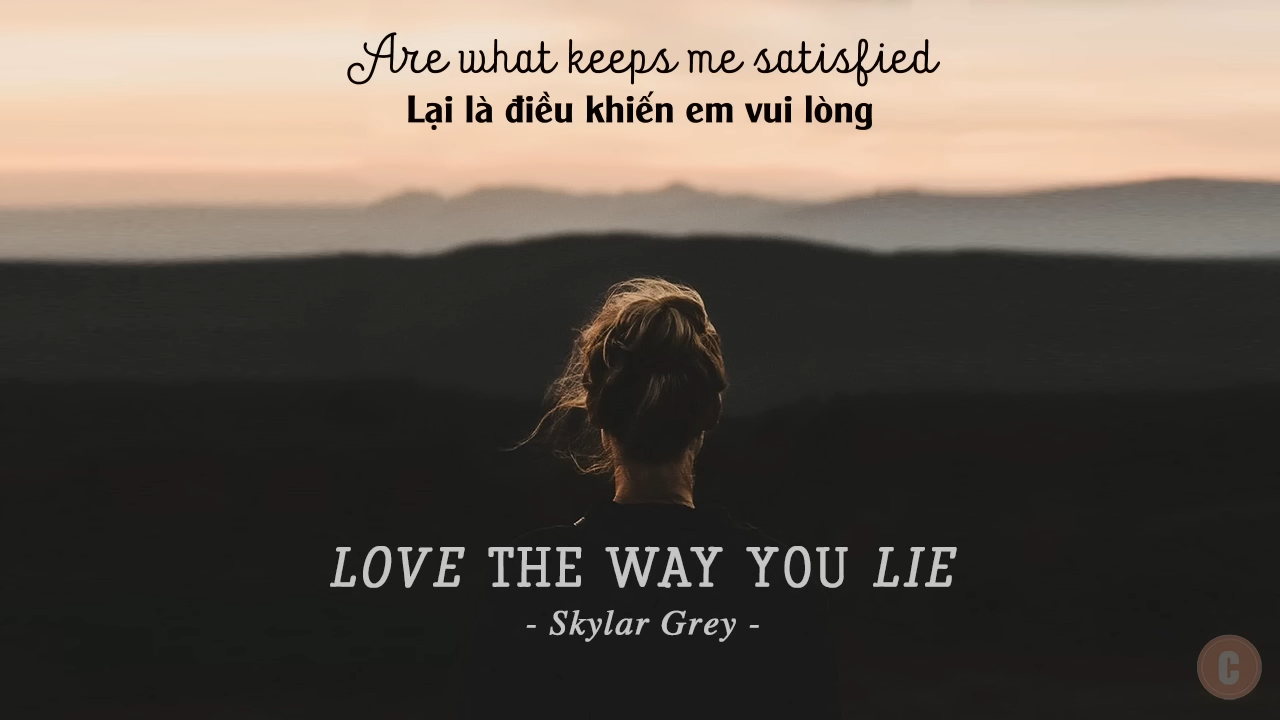 Are what keeps me satisfied
Lại là điều khiến em vui lòng
LOVE THE WAY YOU LIE
- Skylar Grey -
C